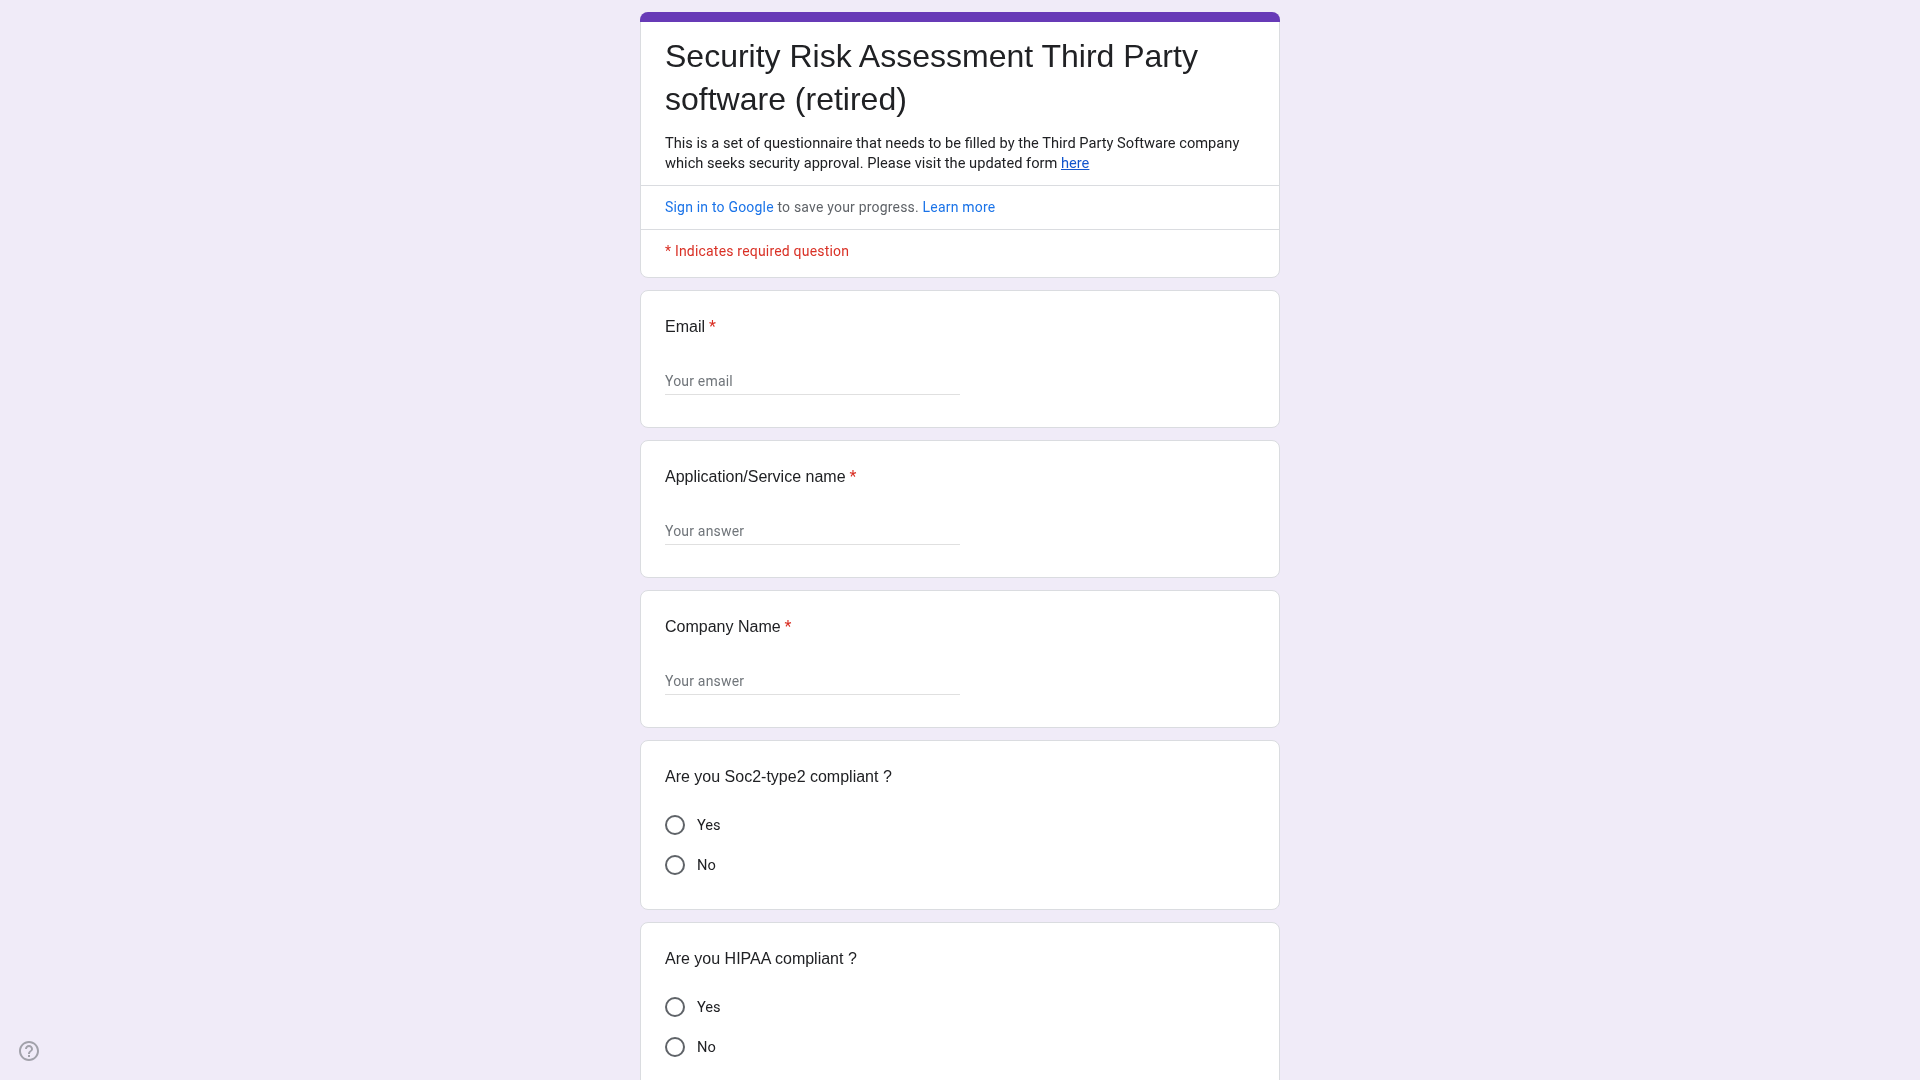 Security Risk Assessment Third Party
software (retired)
This is a set of questionnaire that needs to be filled by the Third Party Software company
which seeks security approval. Please visit the updated form here
Sign in to Google to save your progress. Learn more
* Indicates required question
Email *
Your email
Application/Service name *
Your answer
Company Name *
Your answer
Are you Soc2-type2 compliant ?
Yes
No
Are you HIPAA compliant ?
Yes
No